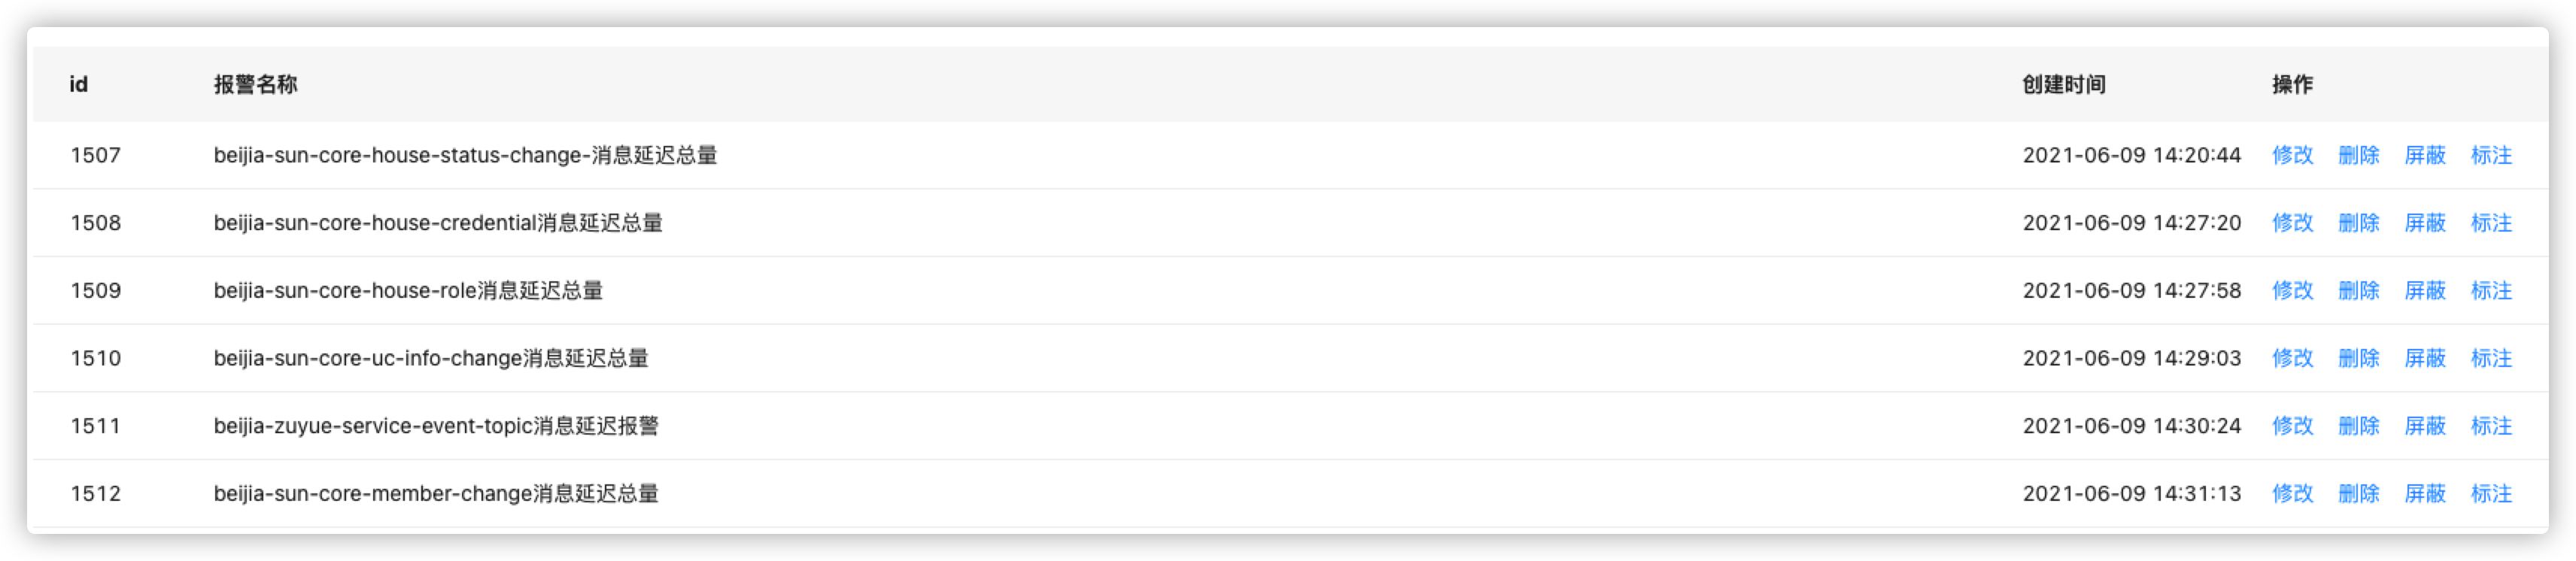 id 报警名称 创建时间 操作
1507 beijia-sun-core-house-status-change-消息延迟总量 2021-06-09 14:20:44 修改 删除 屏蔽 标注
1508 beijia-sun-core-house-credential消息延迟总量 2021-06-09 14:27:20 修改 删除 屏蔽 标注
1509 beijia-sun-core-house-role消息延迟总量 2021-06-09 14:27:58 修改 删除 屏蔽 标注
1510 beijia-sun-core-uc-info-change消息延迟总量 2021-06-09 14:29:03 修改 删除 屏蔽 标注
1511 beijia-zuyue-service-event-topic消息延迟报警 2021-06-09 14:30:24 修改 删除 屏蔽 标注
1512 beijia-sun-core-member-change消息延迟总量 2021-06-09 14:31:13 修改 删除 屏蔽 标注